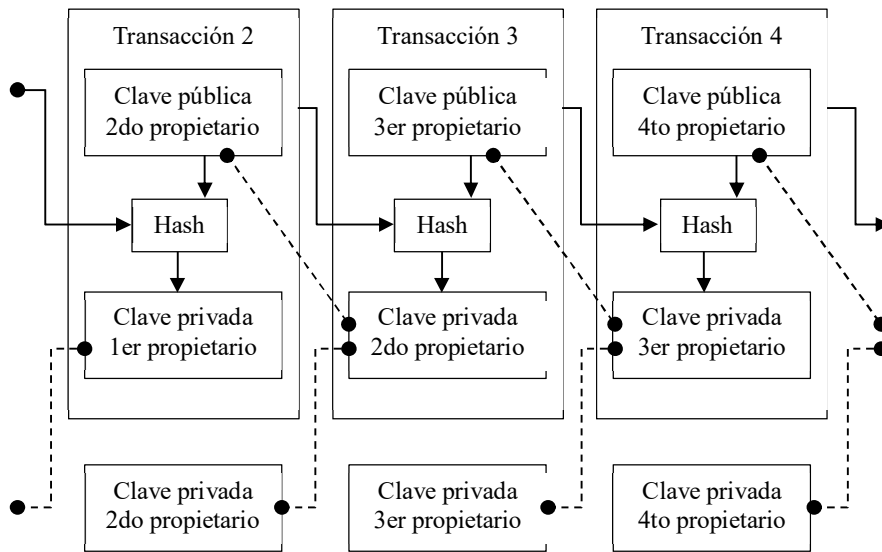 Transacción 2
Clave pública
2do propietario
Hash
Clave privada
1er propietario
Clave privada
2do propietario
Transacción 3
Clave pública
3er propietario
Hash
Clave privada
2do propietario
Clave privada
3er propietario
Transacción 4
Clave pública
4to propietario
Hash
Clave privada
3er propietario
Clave privada
4to propietario